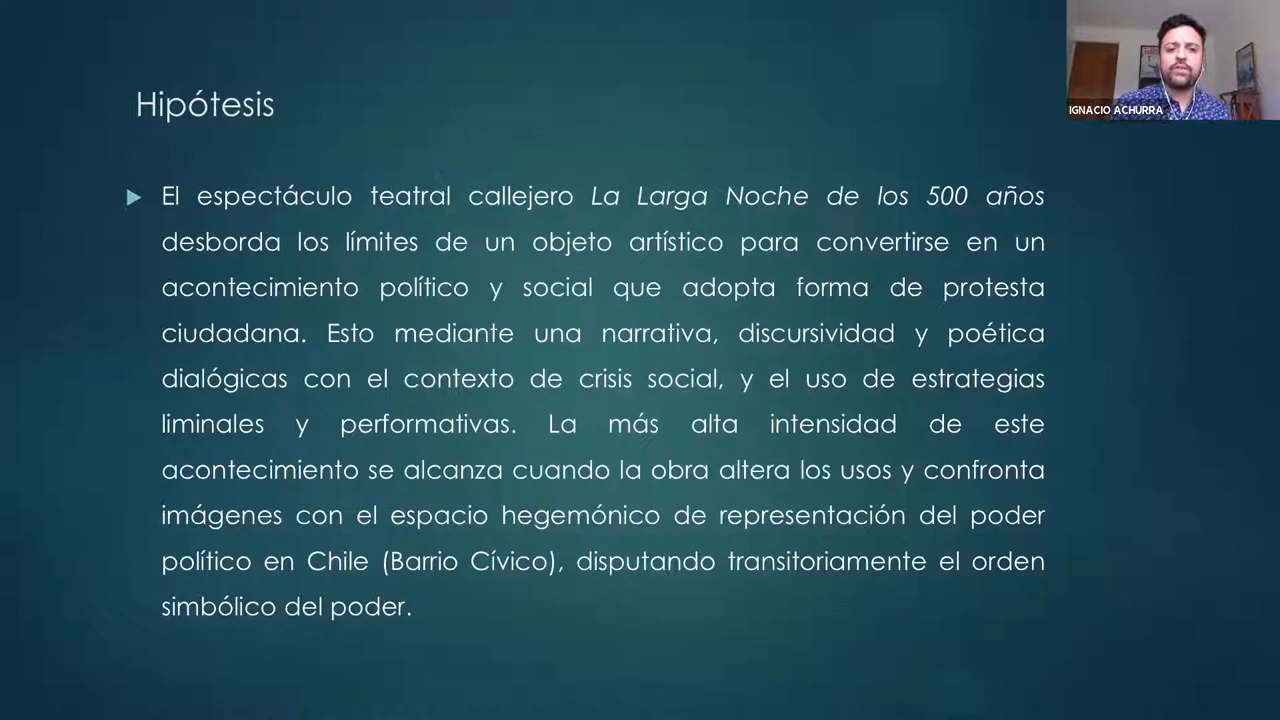 IGNACIO ACHURRA
Hipótesis
El espectáculo teatral callejero La Larga Noche de los 500 años
desborda los límites de un objeto artístico para convertirse en un
acontecimiento político y social que adopta forma de protesta
ciudadana. Esto mediante una narrativa, discursividad y poética
dialógicas con el contexto de crisis social, y el uso de estrategias
liminales y performativas. La más alta intensidad de este
acontecimiento se alcanza cuando la obra altera los usos y confronta
imágenes con el espacio hegemónico de representación del poder
político en Chile (Barrio Cívico), disputando transitoriamente el orden
simbólico del poder.